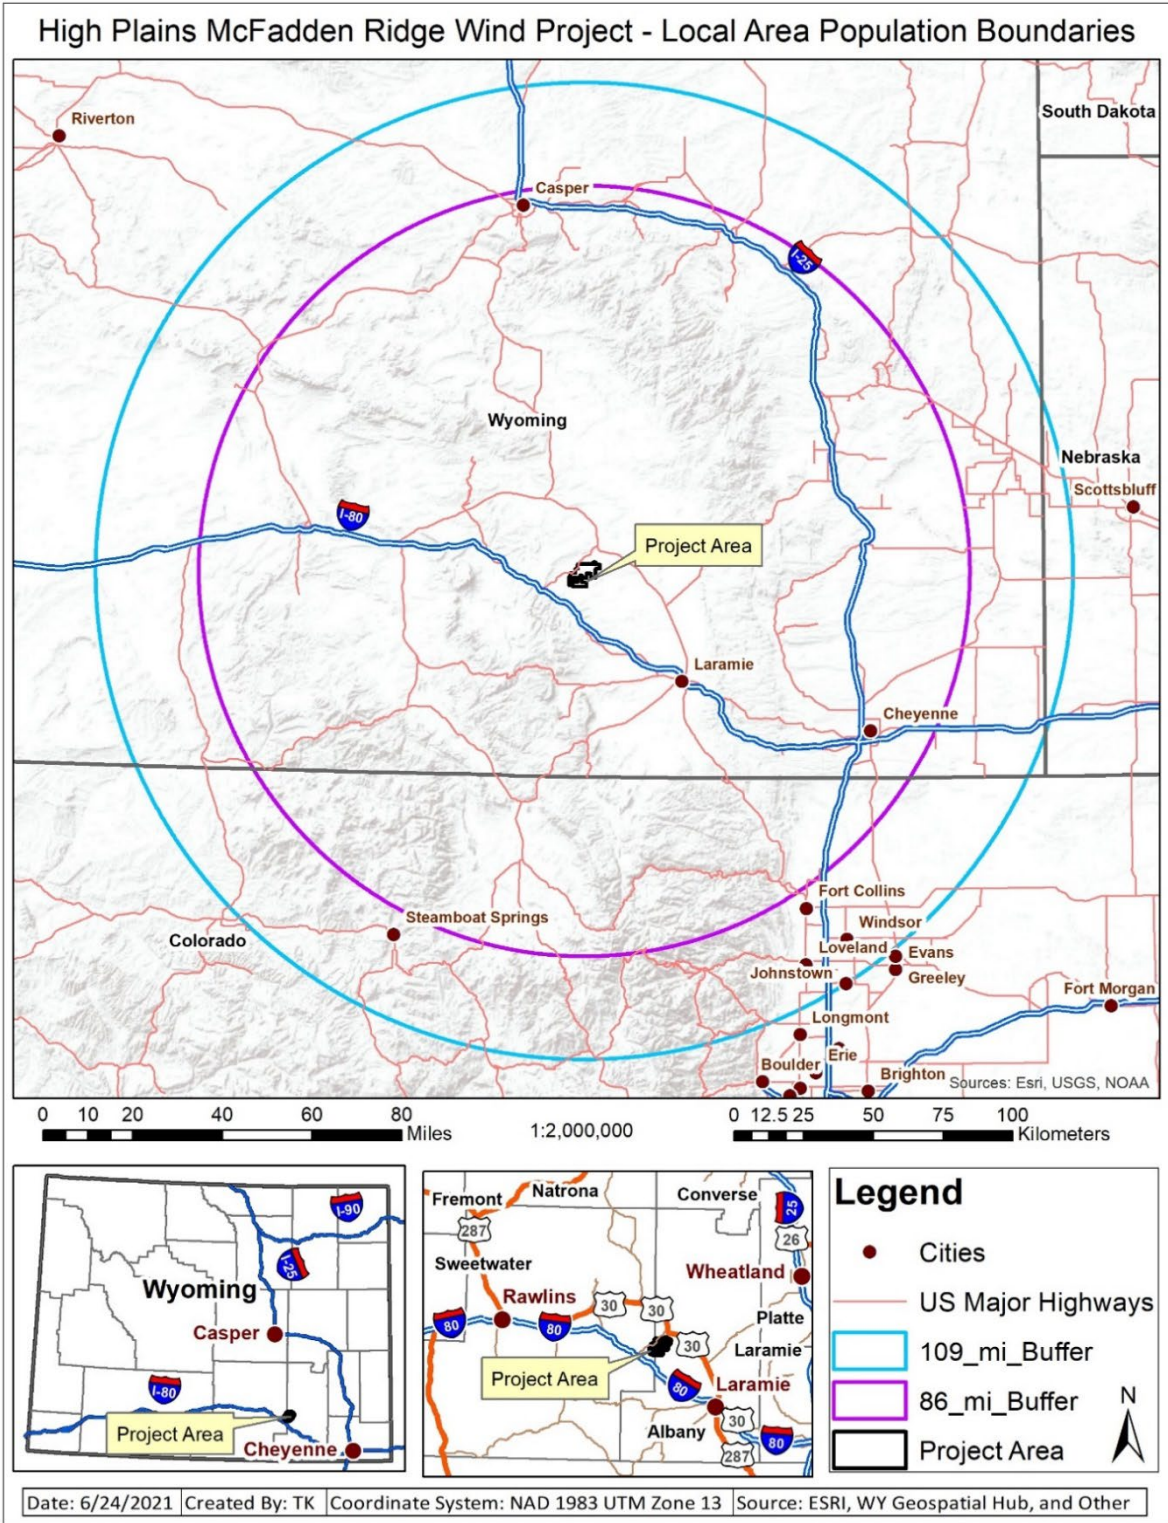 High Plains McFadden Ridge Wind Project - Local Area Population Boundaries
South Dakota
Riverton
Casper
I-25
Wyoming
Nebraska
Scottsbluff
I-80
Project Area
Laramie
Cheyenne
Fort Collins
Steamboat Springs
Windsor
Colorado
Loveland
Evans
Johnstown
Greeley
Fort Morgan
Longmont
Erie
Boulder
Brighton
Sources: Esri, USGS, NOAA
0 10 20 40 60 80
Miles
1:2,000,000
0 12.5 25 50 75 100
Kilometers
I-90
I-25
Wyoming
Casper
I-80
Project Area
Cheyenne
Fremont
Natrona
Converse
25
287
26
Sweetwater
Wheatland
Rawlins
30
30
80
80
Platte
30
Laramie
Project Area
80
Laramie
30
Albany
80
287
Legend
Cities
US Major Highways
109_mi_Buffer
86_mi_Buffer
N
Project Area
Date: 6/24/2021 Created By: TK Coordinate System: NAD 1983 UTM Zone 13 Source: ESRI, WY Geospatial Hub, and Other